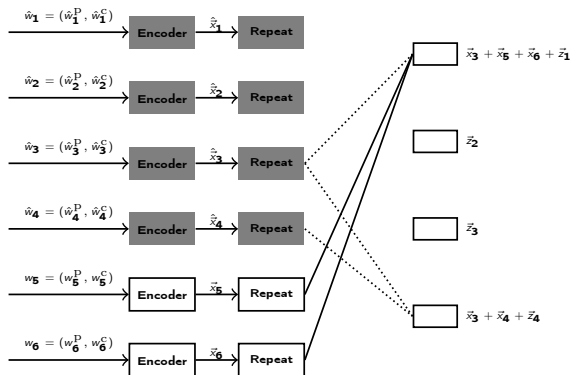 ŵ₁ = (ŵ₁ᵖ, ŵ₁ᶜ) Encoder x̂⃗₁ Repeat
x⃗₃ + x⃗₅ + x⃗₆ + z⃗₁
ŵ₂ = (ŵ₂ᵖ, ŵ₂ᶜ) Encoder x̂⃗₂ Repeat
z⃗₂
ŵ₃ = (ŵ₃ᵖ, ŵ₃ᶜ) Encoder x̂⃗₃ Repeat
ŵ₄ = (ŵ₄ᵖ, ŵ₄ᶜ) Encoder x̂⃗₄ Repeat
z⃗₃
w₅ = (w₅ᵖ, w₅ᶜ) Encoder x⃗₅ Repeat
x⃗₃ + x⃗₄ + z⃗₄
w₆ = (w₆ᵖ, w₆ᶜ) Encoder x⃗₆ Repeat